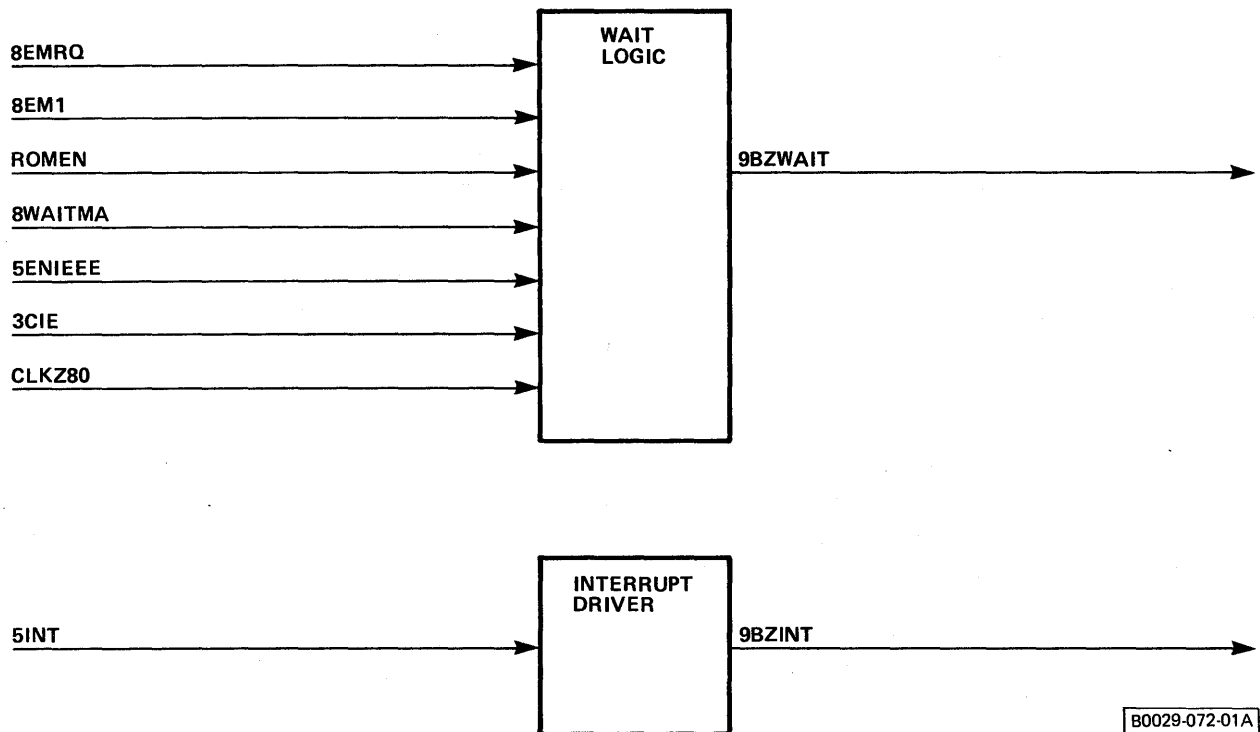 WAIT
LOGIC
8EMRQ
8EM1
ROMEN
9BZWAIT
8WAITMA
5ENIEEE
3CIE
CLKZ80
INTERRUPT
DRIVER
5INT
9BZINT
B0029-072-01A